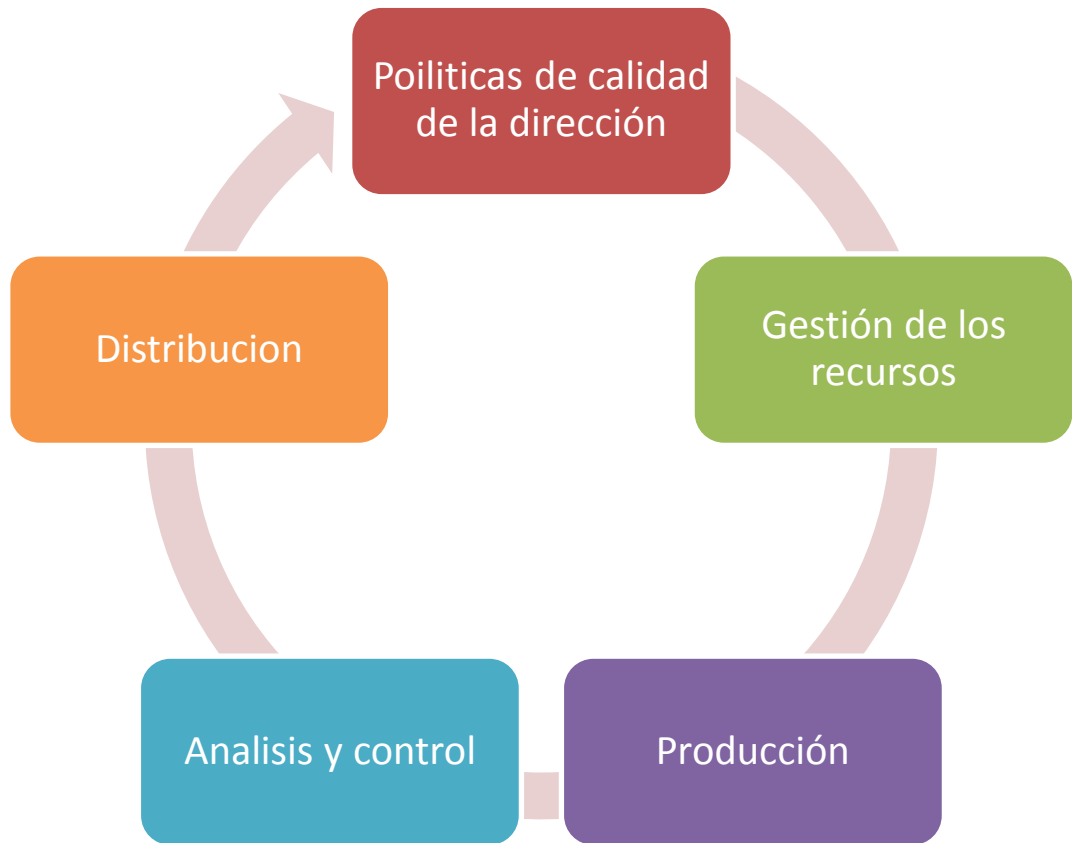 Poiliticas de calidad
de la dirección
Gestión de los
recursos
Producción
Analisis y control
Distribucion